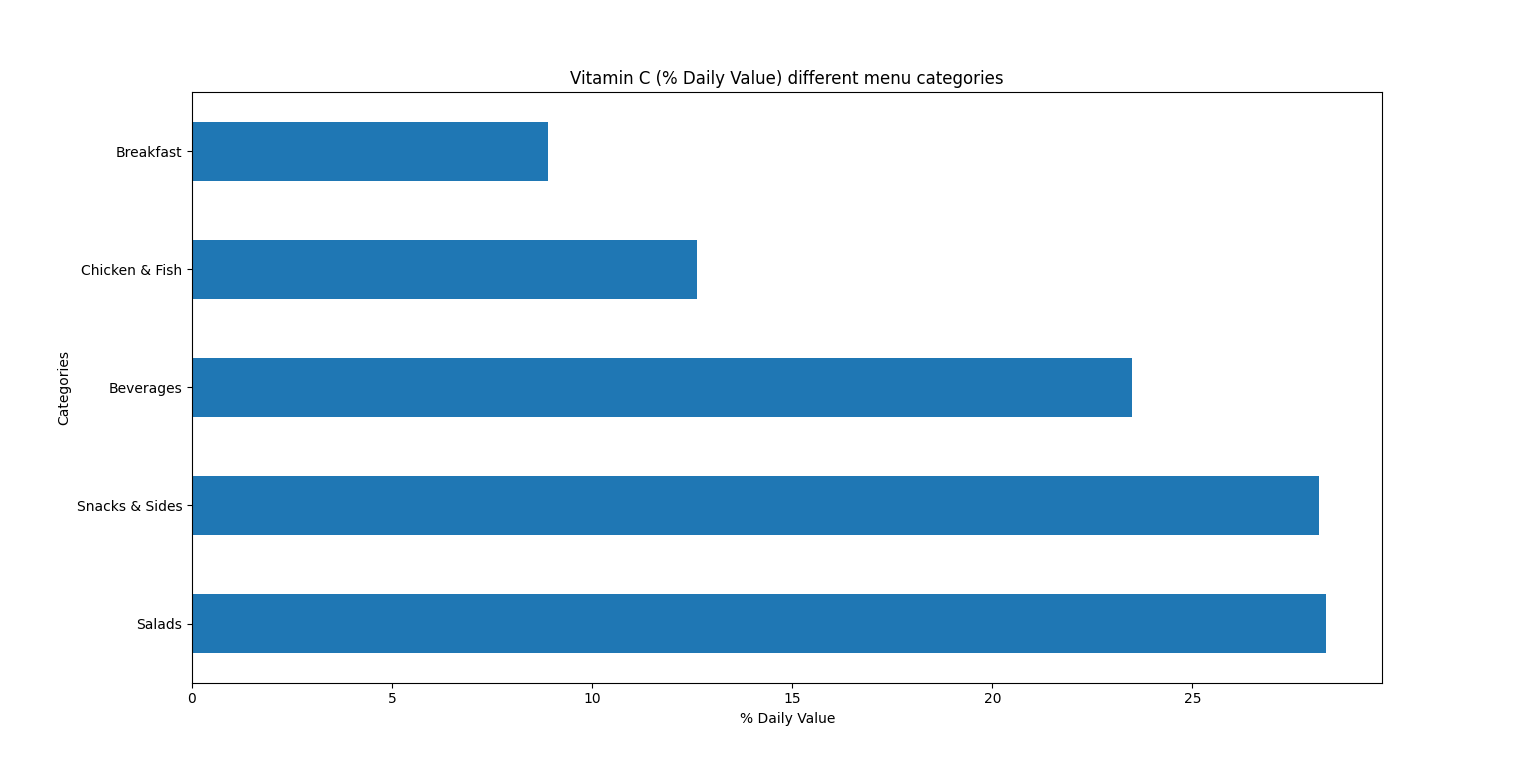 Vitamin C (% Daily Value) different menu categories
Categories
Breakfast
Chicken & Fish
Beverages
Snacks & Sides
Salads
0 5 10 15 20 25
% Daily Value